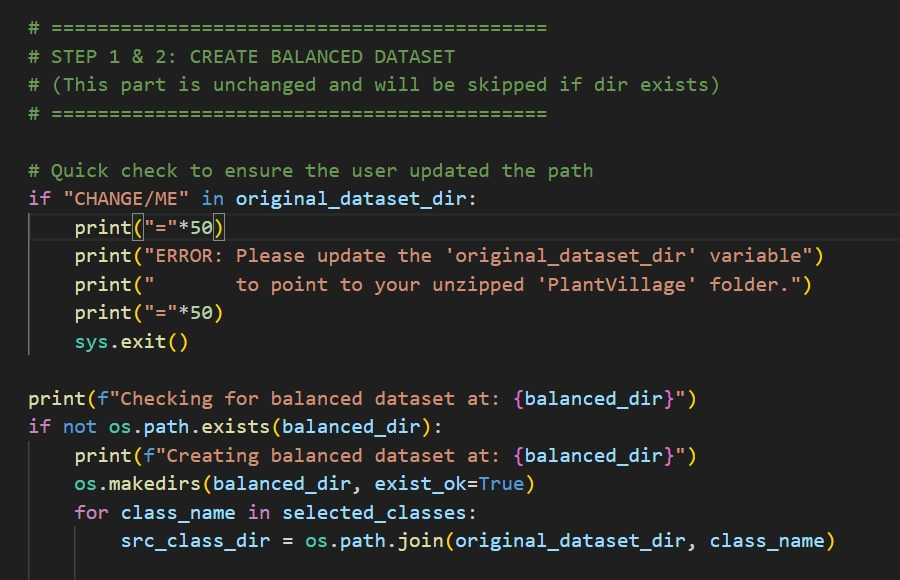 # ===========================================
# STEP 1 & 2: CREATE BALANCED DATASET
# (This part is unchanged and will be skipped if dir exists)
# ===========================================
# Quick check to ensure the user updated the path
if "CHANGE/ME" in original_dataset_dir:
    print("="*50)
    print("ERROR: Please update the 'original_dataset_dir' variable")
    print("       to point to your unzipped 'PlantVillage' folder.")
    print("="*50)
    sys.exit()
print(f"Checking for balanced dataset at: {balanced_dir}")
if not os.path.exists(balanced_dir):
    print(f"Creating balanced dataset at: {balanced_dir}")
    os.makedirs(balanced_dir, exist_ok=True)
    for class_name in selected_classes:
        src_class_dir = os.path.join(original_dataset_dir, class_name)